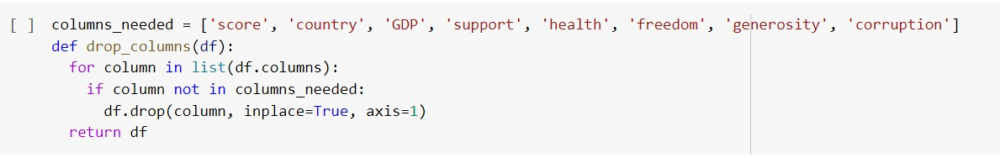 [ ] columns_needed = ['score', 'country', 'GDP', 'support', 'health', 'freedom', 'generosity', 'corruption']
def drop_columns(df):
  for column in list(df.columns):
    if column not in columns_needed:
      df.drop(column, inplace=True, axis=1)
  return df